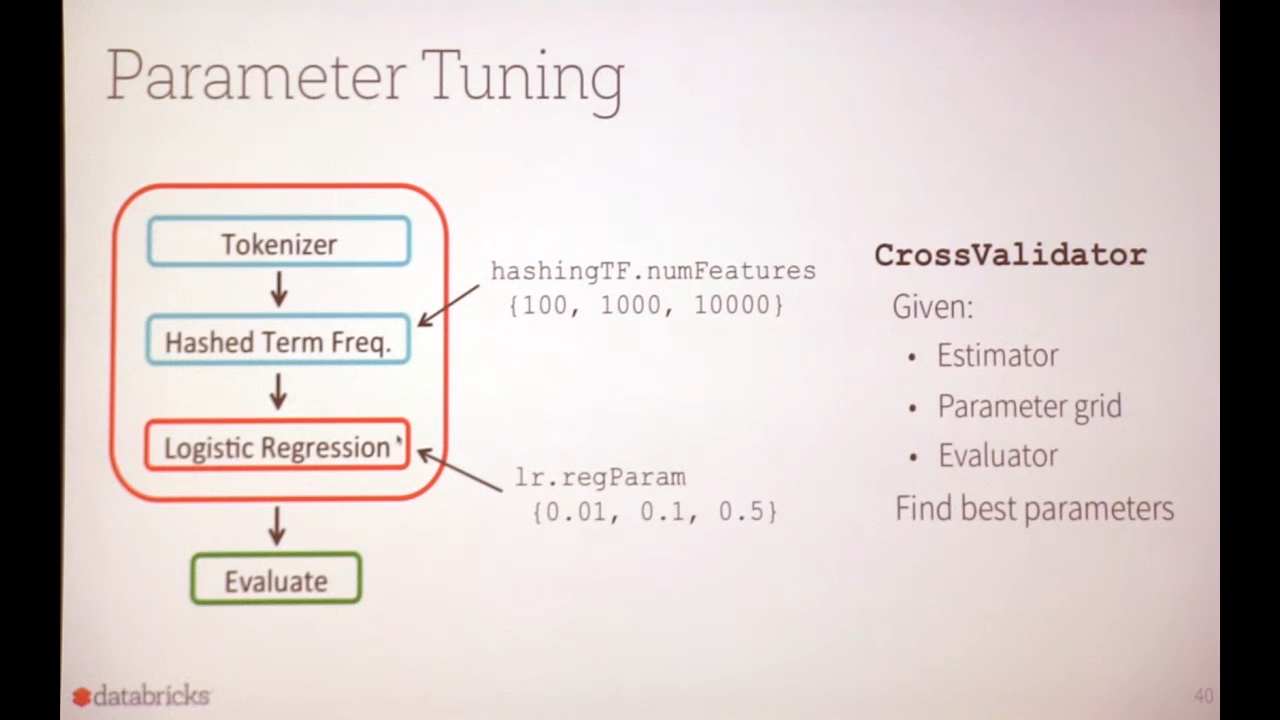 Parameter Tuning
Tokenizer
Hashed Term Freq.
Logistic Regression
Evaluate
hashingTF.numFeatures
{100, 1000, 10000}
lr.regParam
{0.01, 0.1, 0.5}
CrossValidator
Given:
• Estimator
• Parameter grid
• Evaluator
Find best parameters
databricks
40